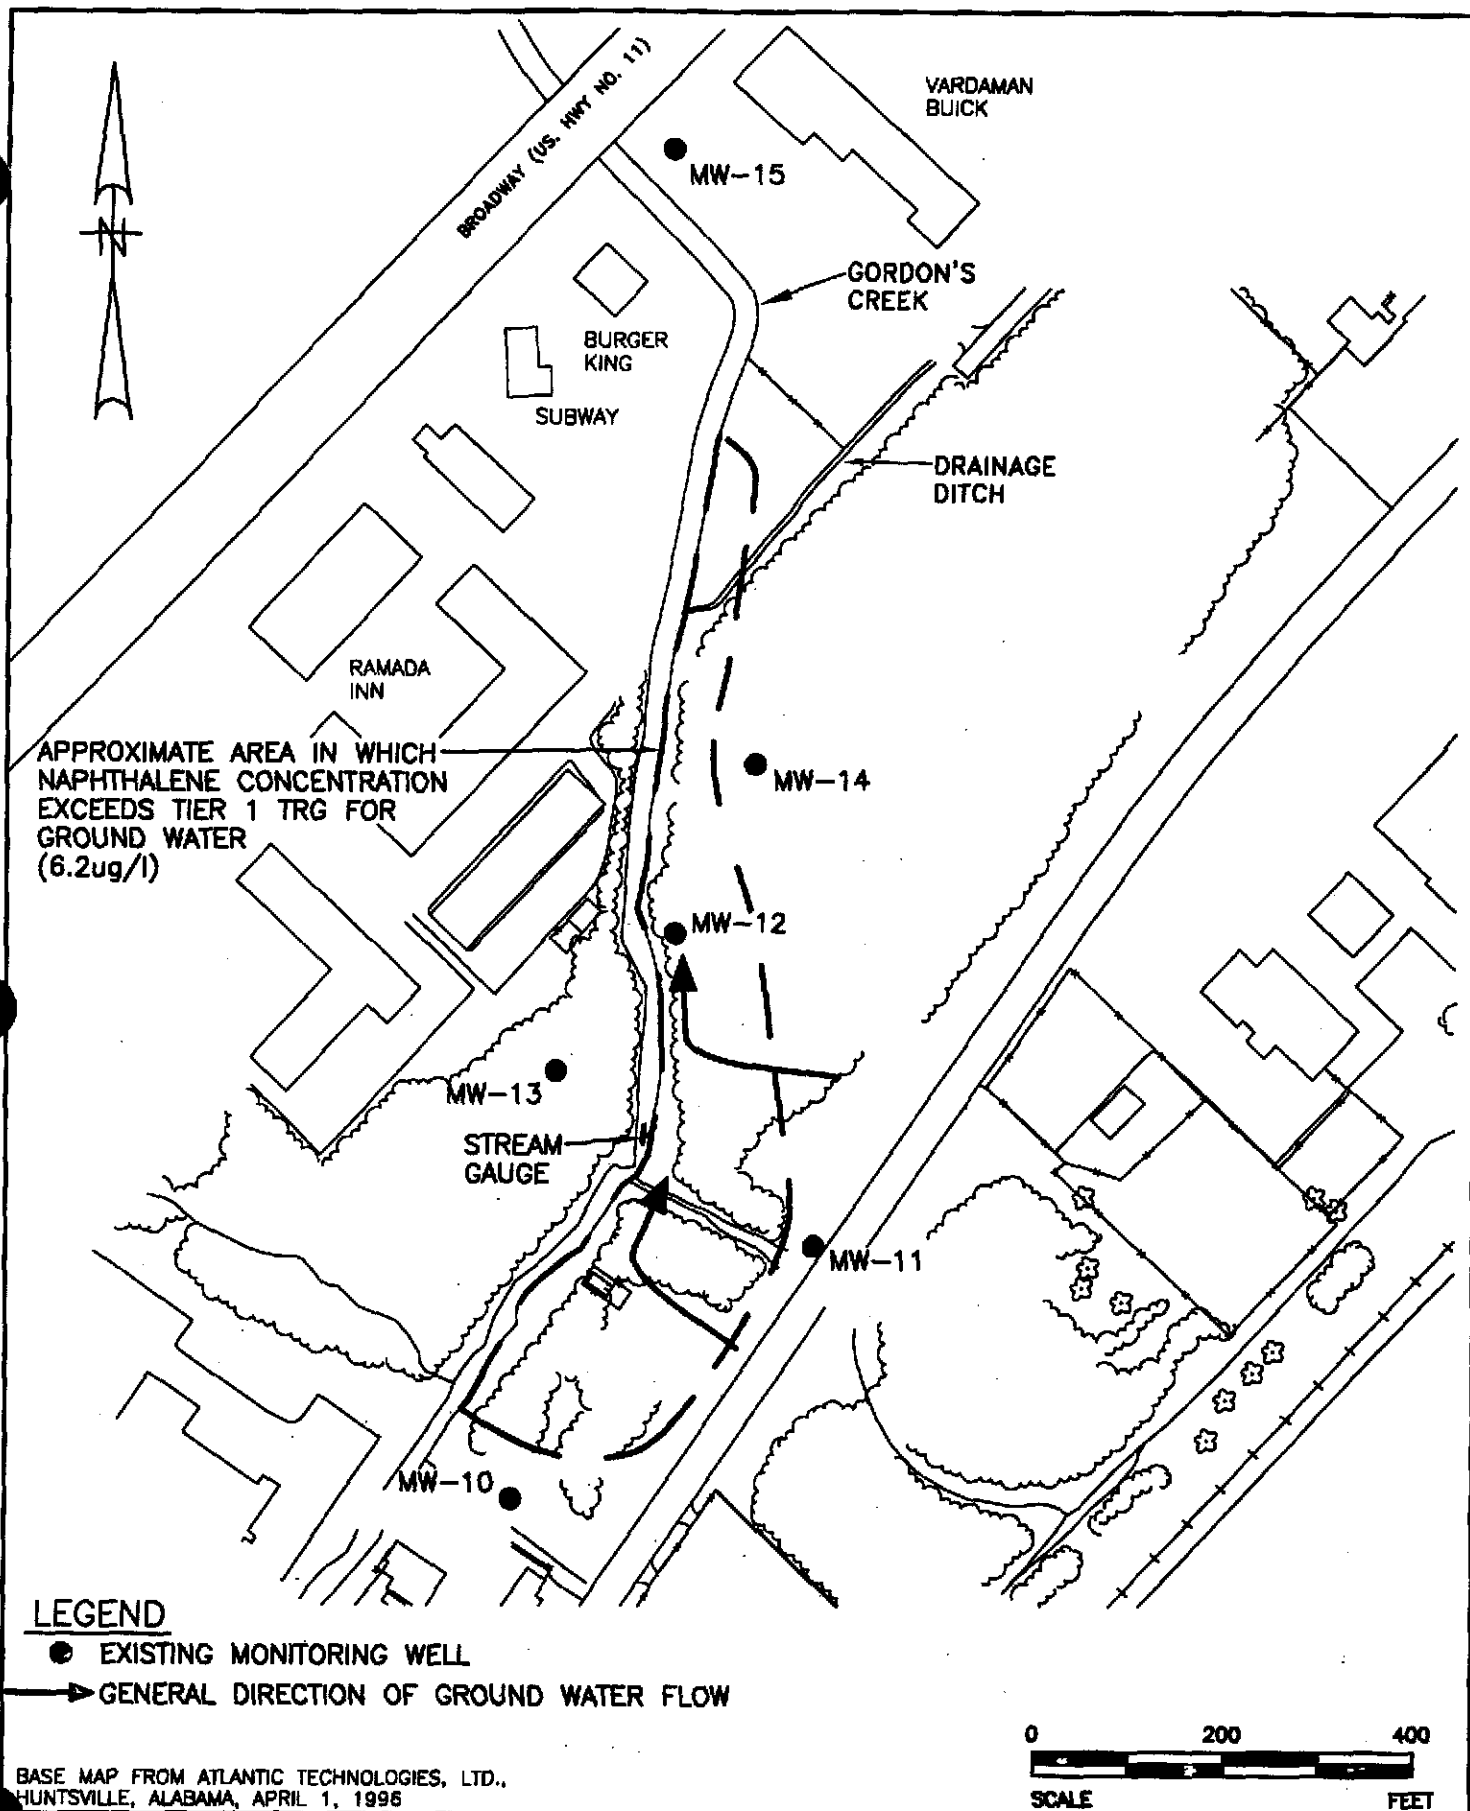 VARDAMAN
BUICK
BROADWAY (US. HWY NO. 11)
MW-15
N
GORDON'S
CREEK
BURGER
KING
SUBWAY
DRAINAGE
DITCH
RAMADA
INN
APPROXIMATE AREA IN WHICH
NAPHTHALENE CONCENTRATION
EXCEEDS TIER 1 TRG FOR
GROUND WATER
(6.2ug/l)
MW-14
MW-12
MW-13
STREAM
GAUGE
MW-11
MW-10
LEGEND
EXISTING MONITORING WELL
GENERAL DIRECTION OF GROUND WATER FLOW
0 200 400
SCALE FEET
BASE MAP FROM ATLANTIC TECHNOLOGIES, LTD.,
HUNTSVILLE, ALABAMA, APRIL 1, 1996